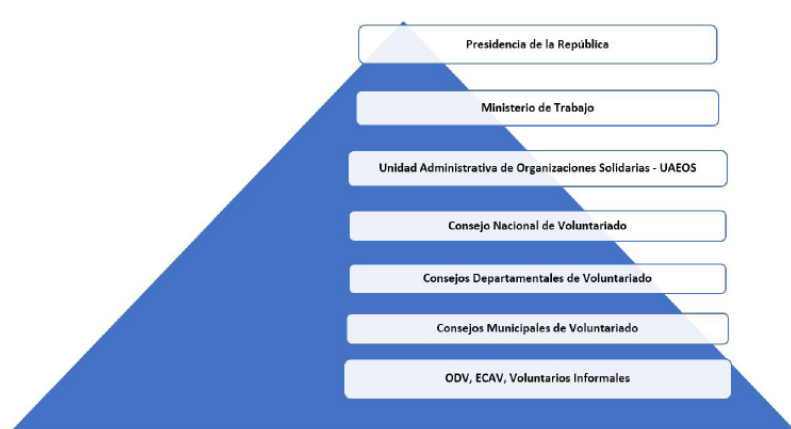 Presidencia de la República
Ministerio de Trabajo
Unidad Administrativa de Organizaciones Solidarias - UAEOS
Consejo Nacional de Voluntariado
Consejos Departamentales de Voluntariado
Consejos Municipales de Voluntariado
ODV, ECAV, Voluntarios Informales